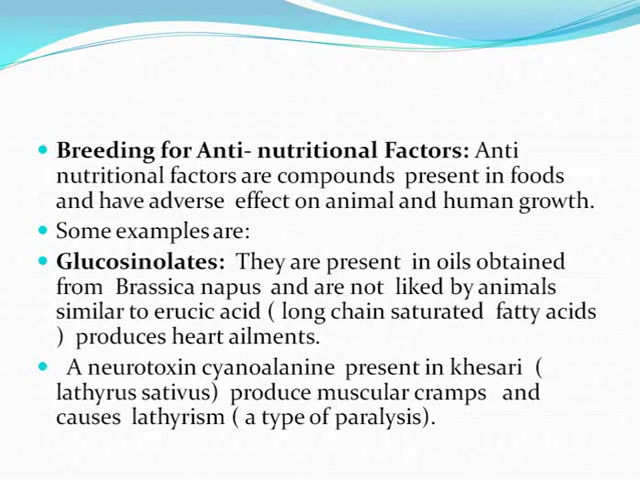 Breeding for Anti- nutritional Factors: Anti
nutritional factors are compounds present in foods
and have adverse effect on animal and human growth.
Some examples are:
Glucosinolates: They are present in oils obtained
from Brassica napus and are not liked by animals
similar to erucic acid ( long chain saturated fatty acids
) produces heart ailments.
A neurotoxin cyanoalanine present in khesari (
lathyrus sativus) produce muscular cramps and
causes lathyrism ( a type of paralysis).